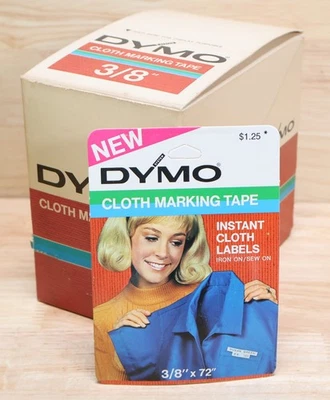 DYMO
CLOTH MARKING TAPE
3/8"
DYMO
CLOTH MA
NEW
$1.25
DYMO
CLOTH MARKING TAPE
INSTANT
CLOTH
LABELS
IRON ON/SEW ON
3/8" x 72"